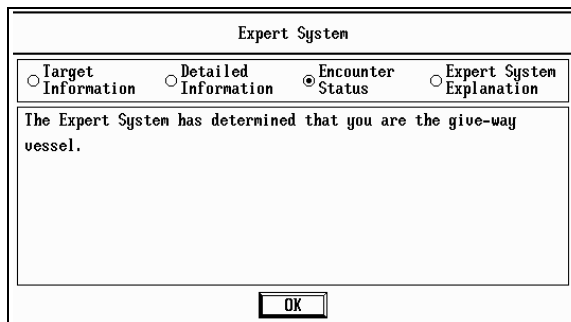 Expert System
Target Information
Detailed Information
Encounter Status
Expert System Explanation
The Expert System has determined that you are the give-way
vessel.
OK